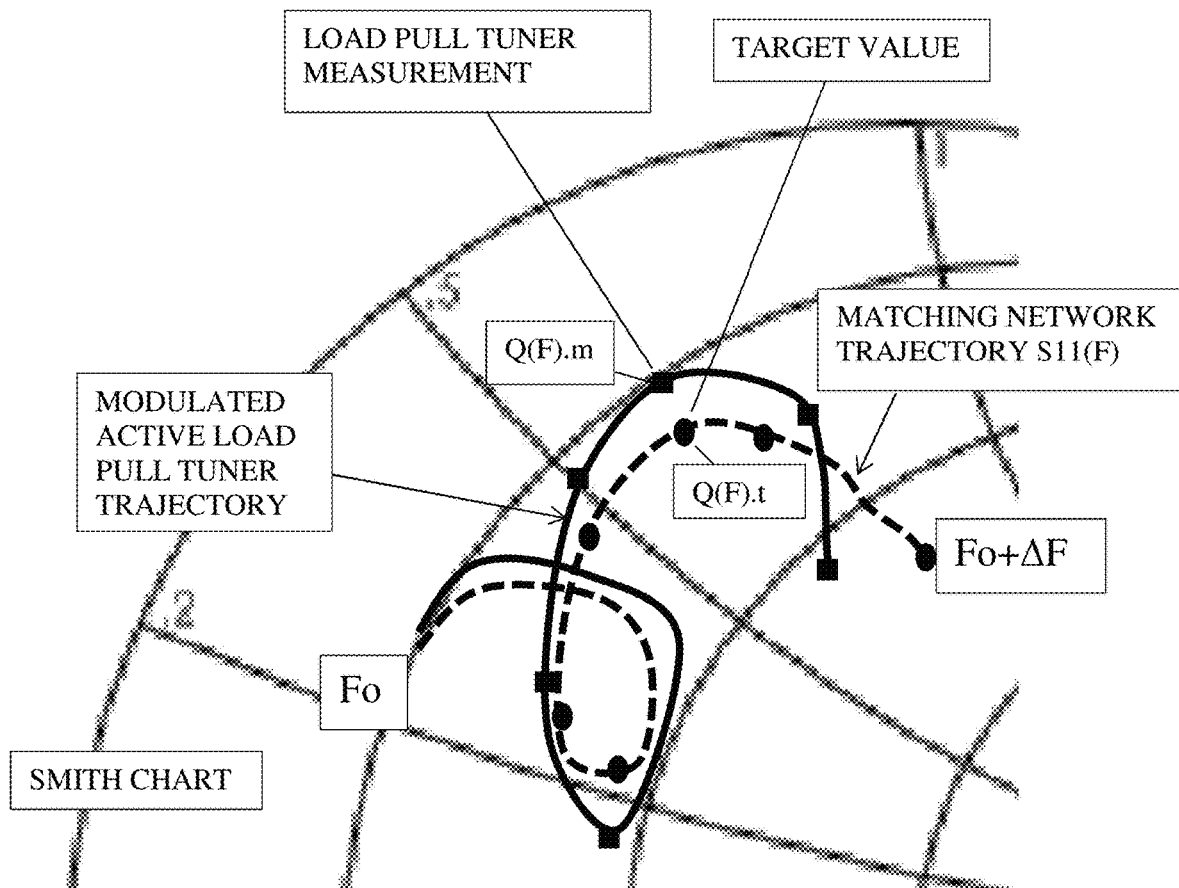 LOAD PULL TUNER
MEASUREMENT
TARGET VALUE
1
.5
Q(F).m
MATCHING NETWORK
TRAJECTORY S11(F)
MODULATED
ACTIVE LOAD
PULL TUNER
TRAJECTORY
Q(F).t
Fo+ΔF
.2
Fo
SMITH CHART